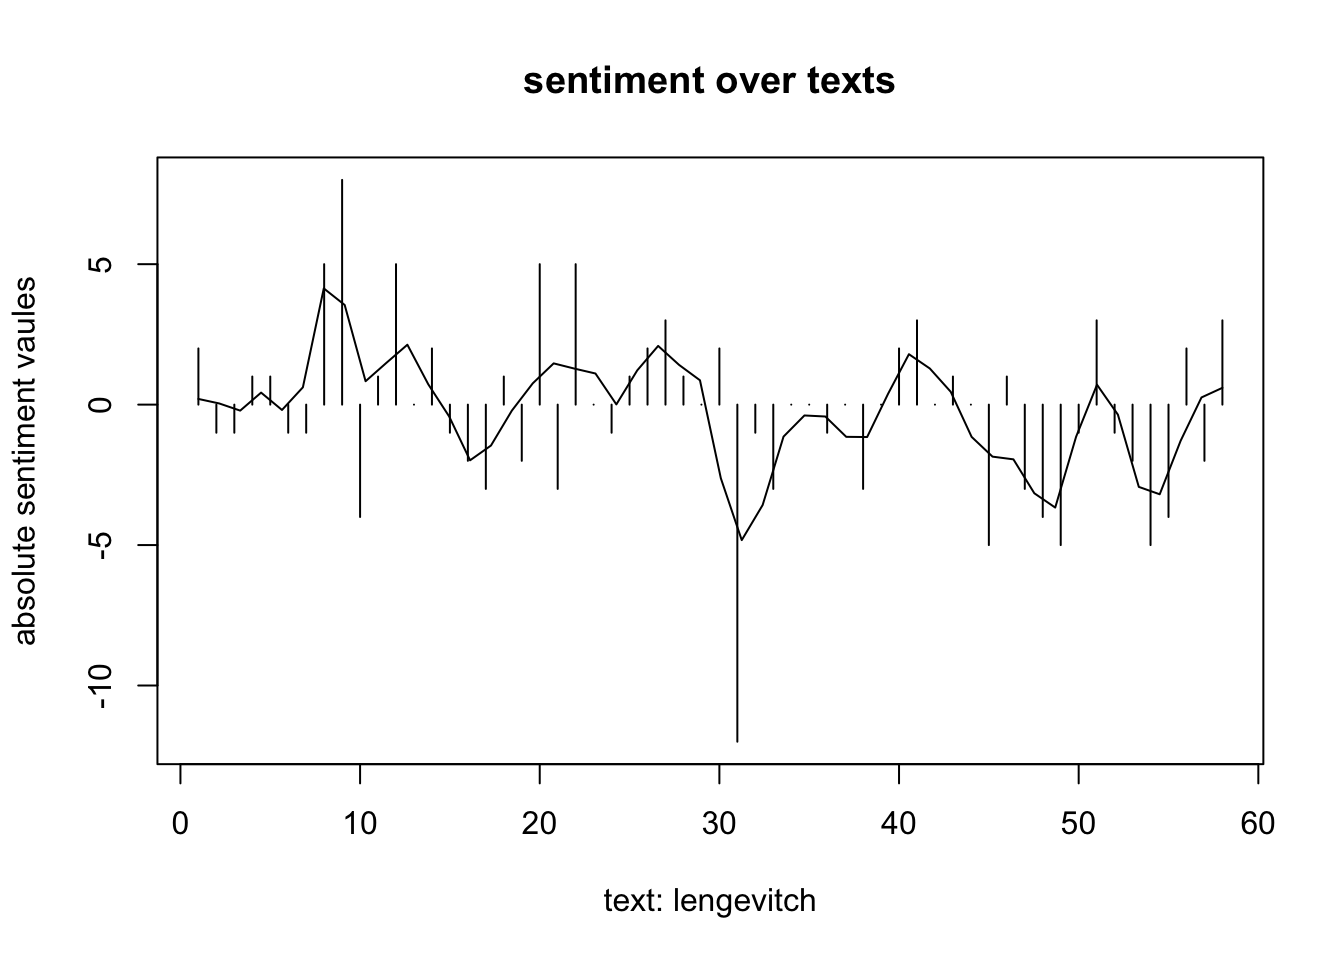 sentiment over texts
absolute sentiment vaules
5
0
-5
-10
0 10 20 30 40 50 60
text: lengevitch